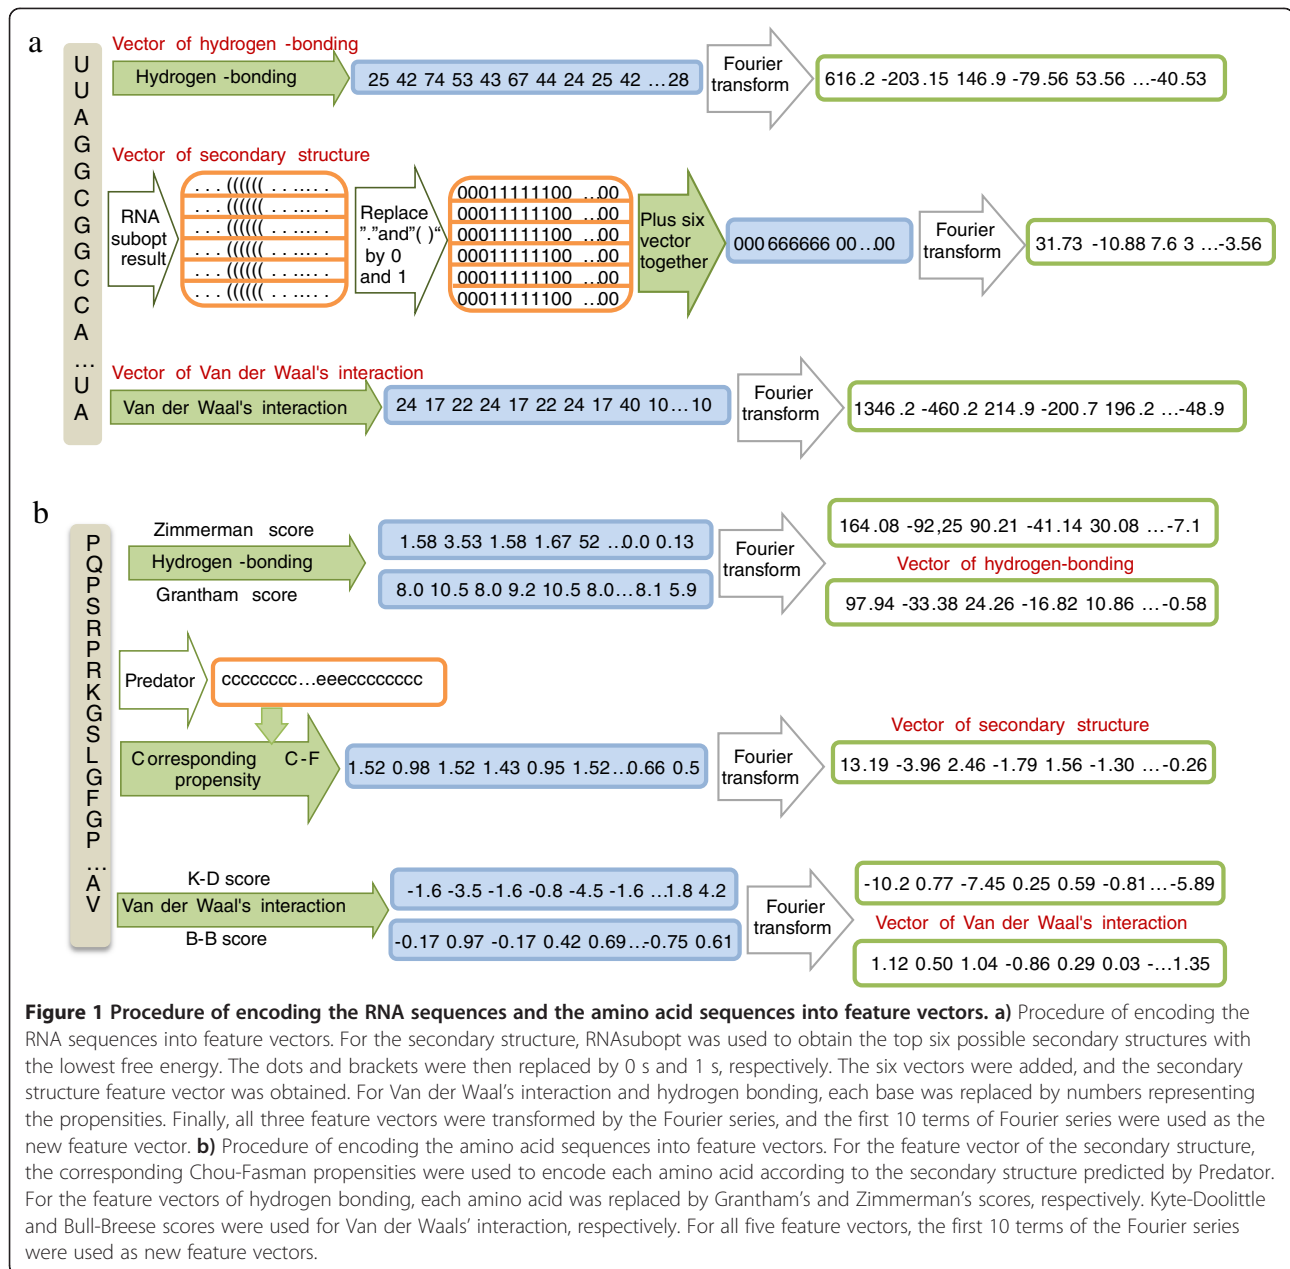 a
U
U
A
G
G
C
G
G
C
C
A
...
U
A
Vector of hydrogen -bonding
Hydrogen -bonding
25 42 74 53 43 67 44 24 25 42 ...28
Fourier
transform
616.2 -203.15 146.9 -79.56 53.56 ...-40.53
Vector of secondary structure
RNA
subopt
result
. . . (((((( . . ..... .
. . . (((((( . . ..... .
. . . (((((( . . ..... .
. . . (((((( . . ..... .
. . . (((((( . . ..... .
. . . (((((( . . ..... .
Replace
"."and"( )"
by 0
and 1
00011111100 ...00
00011111100 ...00
00011111100 ...00
00011111100 ...00
00011111100 ...00
00011111100 ...00
Plus six
vector
together
000 666666 00 ...00
Fourier
transform
31.73 -10.88 7.6 3 ...-3.56
Vector of Van der Waal's interaction
Van der Waal's interaction
24 17 22 24 17 22 24 17 40 10... 10
Fourier
transform
1346.2 -460.2 214.9 -200.7 196.2 ...-48.9
b
P
Q
P
S
R
P
R
K
G
S
L
G
F
G
P
...
A
V
Zimmerman score
Hydrogen -bonding
Grantham score
1.58 3.53 1.58 1.67 52 ...0.0 0.13
8.0 10.5 8.0 9.2 10.5 8.0... 8.1 5.9
Fourier
transform
164.08 -92,25 90.21 -41.14 30.08 ...-7.1
Vector of hydrogen-bonding
97.94 -33.38 24.26 -16.82 10.86 ...-0.58
Predator
cccccccc...eeecccccccc
Corresponding C-F
propensity
1.52 0.98 1.52 1.43 0.95 1.52...0.66 0.5
Fourier
transform
Vector of secondary structure
13.19 -3.96 2.46 -1.79 1.56 -1.30 ...-0.26
K-D score
Van der Waal's interaction
B-B score
-1.6 -3.5 -1.6 -0.8 -4.5 -1.6 ...1.8 4.2
-0.17 0.97 -0.17 0.42 0.69...-0.75 0.61
Fourier
transform
-10.2 0.77 -7.45 0.25 0.59 -0.81...-5.89
Vector of Van der Waal's interaction
1.12 0.50 1.04 -0.86 0.29 0.03 -...1.35
Figure 1 Procedure of encoding the RNA sequences and the amino acid sequences into feature vectors. a) Procedure of encoding the
RNA sequences into feature vectors. For the secondary structure, RNAsubopt was used to obtain the top six possible secondary structures with
the lowest free energy. The dots and brackets were then replaced by 0 s and 1 s, respectively. The six vectors were added, and the secondary
structure feature vector was obtained. For Van der Waal's interaction and hydrogen bonding, each base was replaced by numbers representing
the propensities. Finally, all three feature vectors were transformed by the Fourier series, and the first 10 terms of Fourier series were used as the
new feature vector. b) Procedure of encoding the amino acid sequences into feature vectors. For the feature vector of the secondary structure,
the corresponding Chou-Fasman propensities were used to encode each amino acid according to the secondary structure predicted by Predator.
For the feature vectors of hydrogen bonding, each amino acid was replaced by Grantham's and Zimmerman's scores, respectively. Kyte-Doolittle
and Bull-Breese scores were used for Van der Waals' interaction, respectively. For all five feature vectors, the first 10 terms of the Fourier series
were used as new feature vectors.